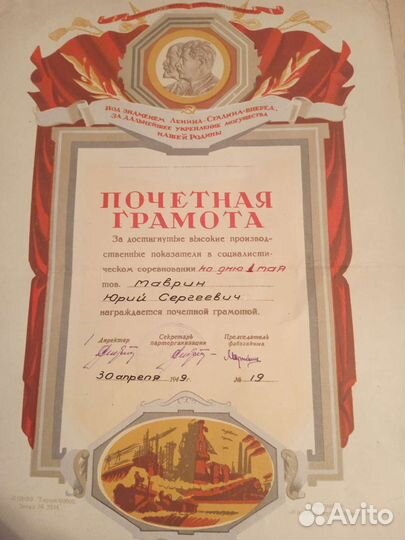 Под знаменем Ленина-Сталина-вперед,
за дальнейшее укрепление могущества
нашей Родины
ПОЧЕТНАЯ
ГРАМОТА
За достигнутые высокие производ-
ственные показатели в социалисти-
ческом соревновании ко дню 1 мая
тов. Маврин
Юрий Сергеевич
награждается почетной грамотой.
Директор Секретарь парторганизации Председатель фабзавкома
30 апреля 1949 г. № 19
Avito